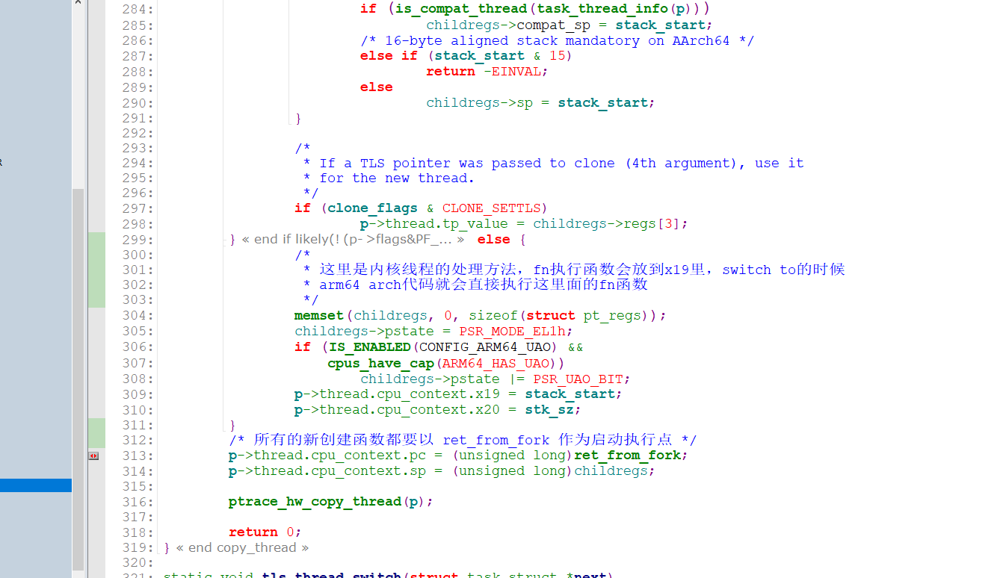 284: if (is_compat_thread(task_thread_info(p)))
285: childregs->compat_sp = stack_start;
286: /* 16-byte aligned stack mandatory on AArch64 */
287: else if (stack_start & 15)
288: return -EINVAL;
289: else
290: childregs->sp = stack_start;
291: }
292:
293: /*
294: * If a TLS pointer was passed to clone (4th argument), use it
295: * for the new thread.
296: */
297: if (clone_flags & CLONE_SETTLS)
298: p->thread.tp_value = childregs->regs[3];
299: } « end if likely(!(p->flags&PF_... » else {
300: /*
301: * 这里是内核线程的处理方法，fn执行函数会放到x19里，switch to的时候
302: * arm64 arch代码就会直接执行这里面的fn函数
303: */
304: memset(childregs, 0, sizeof(struct pt_regs));
305: childregs->pstate = PSR_MODE_EL1h;
306: if (IS_ENABLED(CONFIG_ARM64_UAO) &&
307: cpus_have_cap(ARM64_HAS_UAO))
308: childregs->pstate |= PSR_UAO_BIT;
309: p->thread.cpu_context.x19 = stack_start;
310: p->thread.cpu_context.x20 = stk_sz;
311: }
312: /* 所有的新创建函数都要以 ret_from_fork 作为启动执行点 */
313: p->thread.cpu_context.pc = (unsigned long)ret_from_fork;
314: p->thread.cpu_context.sp = (unsigned long)childregs;
315:
316: ptrace_hw_copy_thread(p);
317:
318: return 0;
319: } « end copy_thread »
320:
321: static void tls_thread_switch(struct task_struct *next)